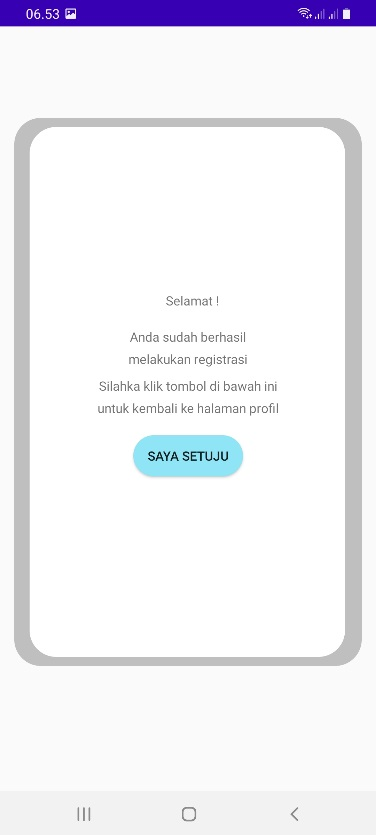 06.53
Selamat !
Anda sudah berhasil
melakukan registrasi
Silahka klik tombol di bawah ini
untuk kembali ke halaman profil
SAYA SETUJU